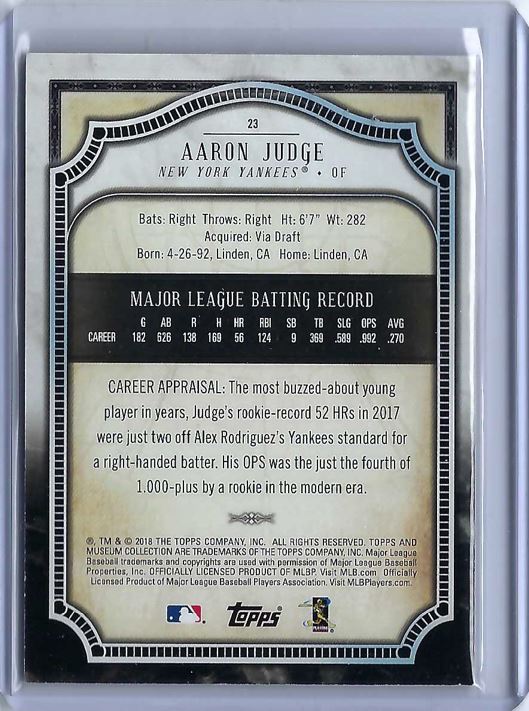 23
AARON JUDGE
NEW YORK YANKEES® • OF
Bats: Right Throws: Right Ht: 6'7" Wt: 282
Acquired: Via Draft
Born: 4-26-92, Linden, CA Home: Linden, CA
MAJOR LEAGUE BATTING RECORD
G AB R H HR RBI SB TB SLG OPS AVG
CAREER 182 626 138 169 56 124 9 369 .589 .992 .270
CAREER APPRAISAL: The most buzzed-about young
player in years, Judge's rookie-record 52 HRs in 2017
were just two off Alex Rodriguez's Yankees standard for
a right-handed batter. His OPS was the just the fourth of
1.000-plus by a rookie in the modern era.
®, TM & © 2018 THE TOPPS COMPANY, INC. ALL RIGHTS RESERVED. TOPPS AND
MUSEUM COLLECTION ARE TRADEMARKS OF THE TOPPS COMPANY, INC. Major League
Baseball trademarks and copyrights are used with permission of Major League Baseball
Properties, Inc. OFFICIALLY LICENSED PRODUCT OF MLBP. Visit MLB.com Officially
Licensed Product of Major League Baseball Players Association. Visit MLBPlayers.com.
Topps